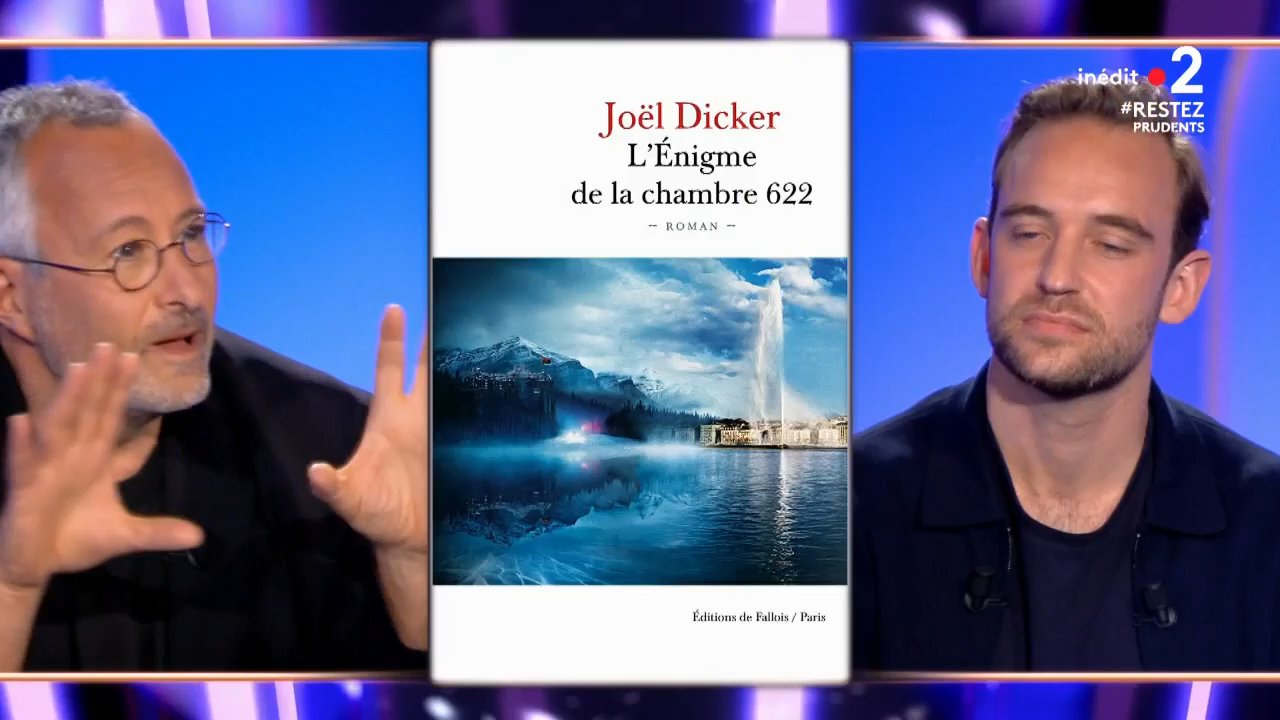 Joël Dicker
L'Énigme
de la chambre 622
~ ROMAN ~
Éditions de Fallois / Paris
inédit 2
#RESTEZ
PRUDENTS